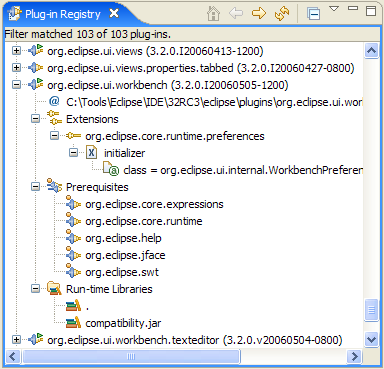 Plug-in Registry
Filter matched 103 of 103 plug-ins.
org.eclipse.ui.views (3.2.0.I20060413-1200)
org.eclipse.ui.views.properties.tabbed (3.2.0.I20060427-0800)
org.eclipse.ui.workbench (3.2.0.I20060505-1200)
@ C:\Tools\Eclipse\IDE\32RC3\eclipse\plugins\org.eclipse.ui.wor
Extensions
org.eclipse.core.runtime.preferences
initializer
class = org.eclipse.ui.internal.WorkbenchPreferen
Prerequisites
org.eclipse.core.expressions
org.eclipse.core.runtime
org.eclipse.help
org.eclipse.jface
org.eclipse.swt
Run-time Libraries
.
compatibility.jar
org.eclipse.ui.workbench.texteditor (3.2.0.v20060504-0800)